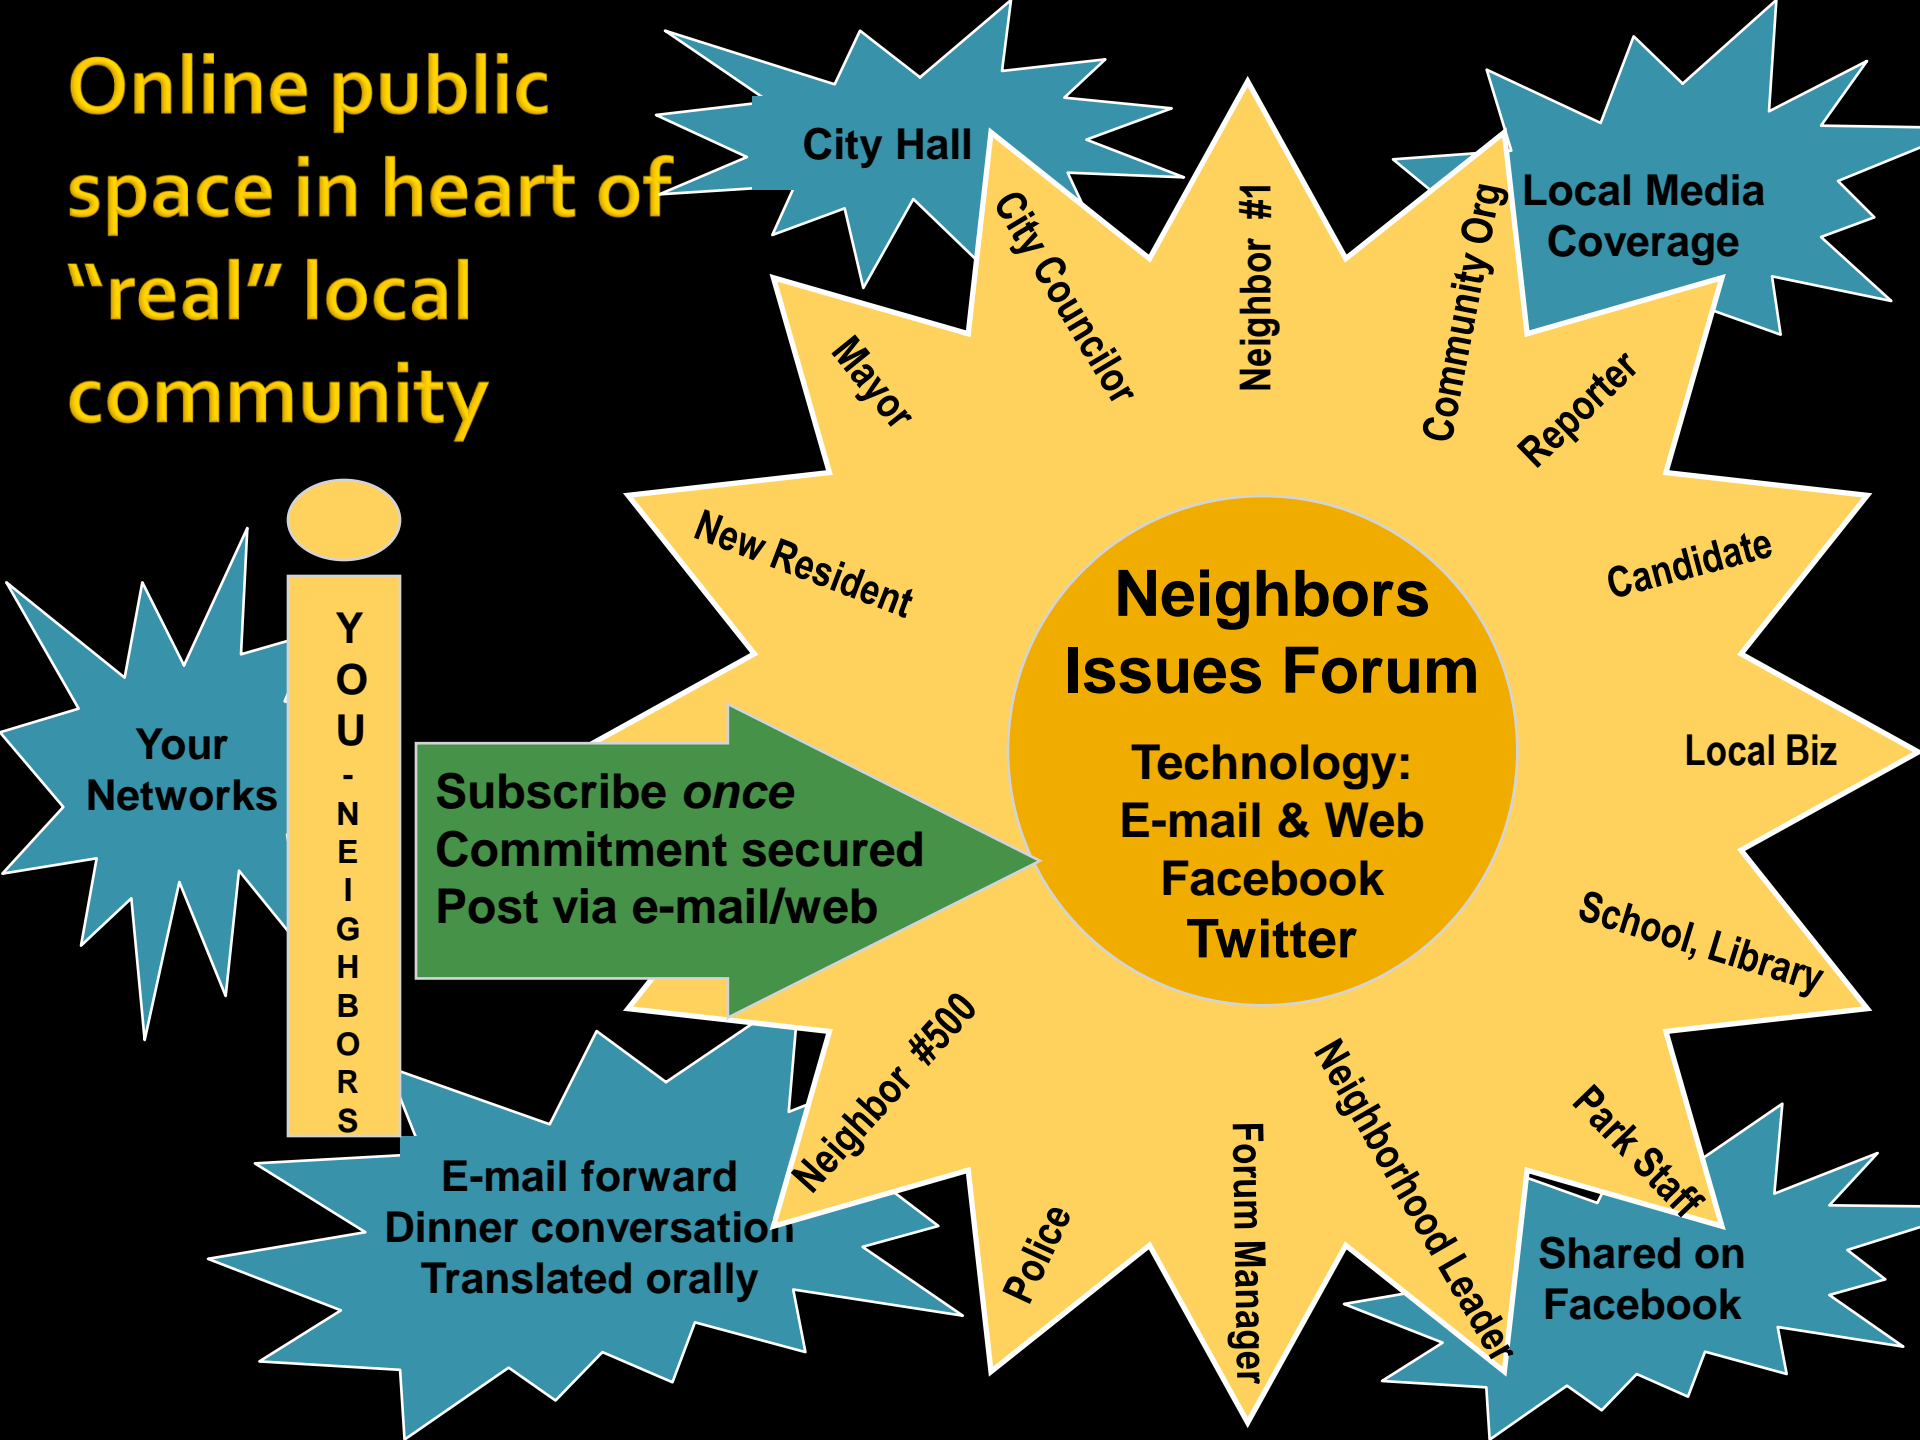 Online public
space in heart of
“real” local
community
City Hall
Local Media
Coverage
Neighbor #1
Community Org
Reporter
Candidate
Local Biz
School, Library
Park Staff
Neighborhood Leader
Forum Manager
Police
Neighbor #500
New Resident
Mayor
City Councilor
Neighbors
Issues Forum
Technology:
E-mail & Web
Facebook
Twitter
Subscribe once
Commitment secured
Post via e-mail/web
Y
O
U
-
N
E
I
G
H
B
O
R
S
Your
Networks
E-mail forward
Dinner conversation
Translated orally
Shared on
Facebook